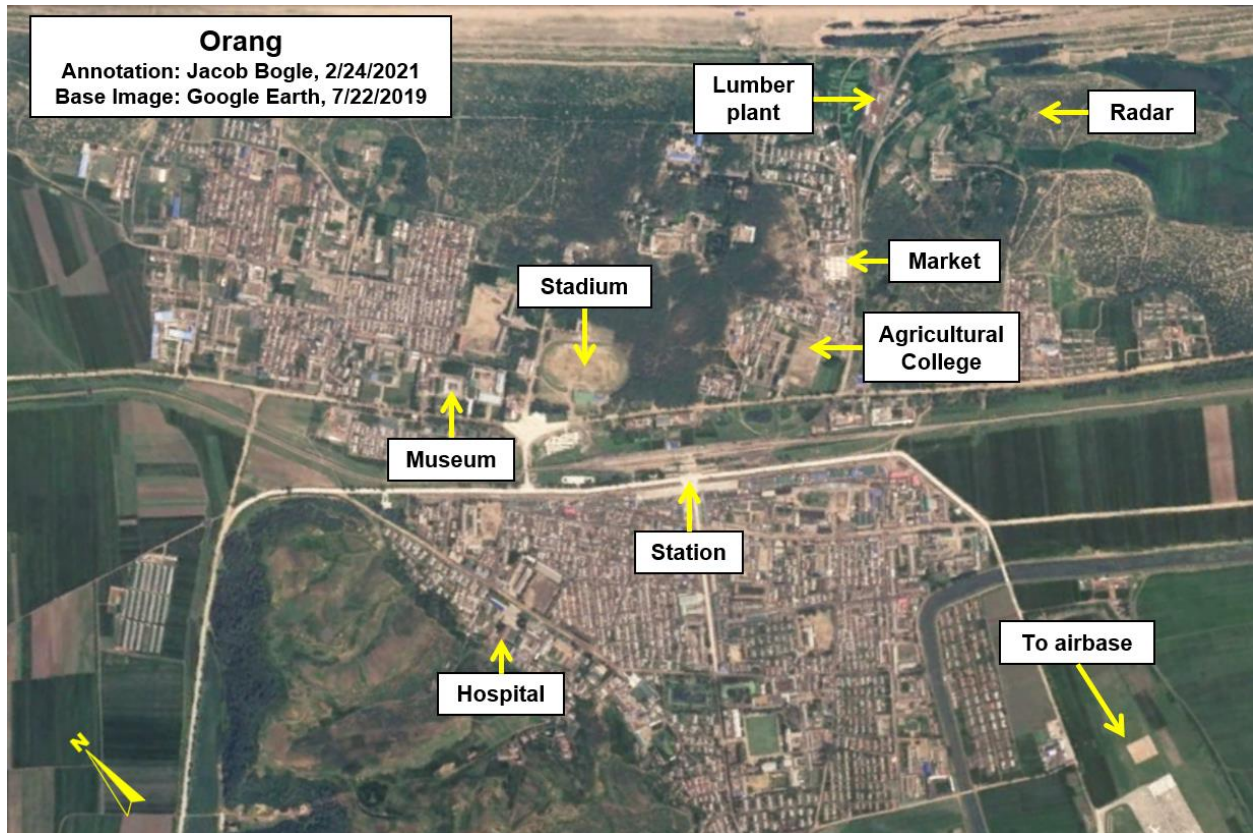 Orang
Annotation: Jacob Bogle, 2/24/2021
Base Image: Google Earth, 7/22/2019
Lumber
plant
Radar
Market
Stadium
Agricultural
College
Museum
Station
To airbase
Hospital
N